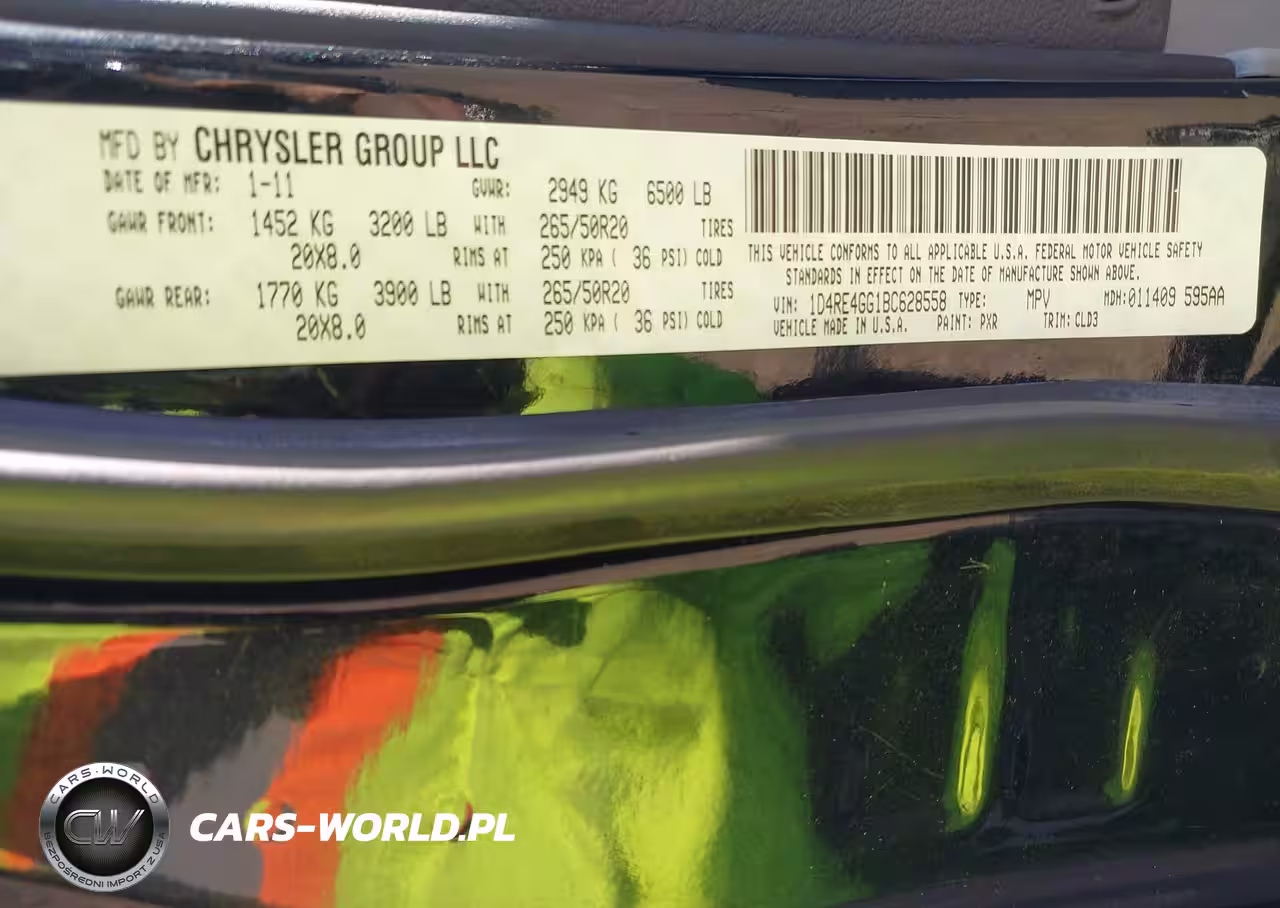 MFD BY CHRYSLER GROUP LLC
DATE OF MFR: 1-11 GVWR: 2949 KG 6500 LB
GAWR FRONT: 1452 KG 3200 LB WITH 265/50R20 TIRES
20X8.0 RIMS AT 250 KPA ( 36 PSI) COLD
GAWR REAR: 1770 KG 3900 LB WITH 265/50R20 TIRES
20X8.0 RIMS AT 250 KPA ( 36 PSI) COLD
THIS VEHICLE CONFORMS TO ALL APPLICABLE U.S.A. FEDERAL MOTOR VEHICLE SAFETY
STANDARDS IN EFFECT ON THE DATE OF MANUFACTURE SHOWN ABOVE.
VIN: 1D4RE4GG1BC628558 TYPE: MPV MDH:011409 595AA
VEHICLE MADE IN U.S.A. PAINT: PXR TRIM: CLD3
CARS-WORLD
CW
BEZPOŚREDNI IMPORT Z USA
CARS-WORLD.PL